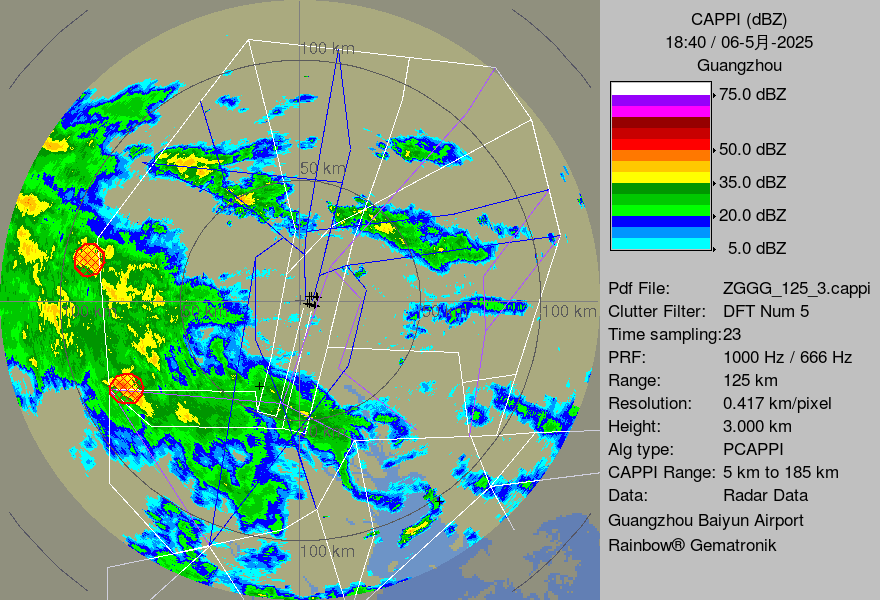 100 km
50 km
100 km
50 km
50 km
100 km
100 km
CAPPI (dBZ)
18:40 / 06-5月-2025
Guangzhou
75.0 dBZ
50.0 dBZ
35.0 dBZ
20.0 dBZ
5.0 dBZ
Pdf File: ZGGG_125_3.cappi
Clutter Filter: DFT Num 5
Time sampling:23
PRF: 1000 Hz / 666 Hz
Range: 125 km
Resolution: 0.417 km/pixel
Height: 3.000 km
Alg type: PCAPPI
CAPPI Range: 5 km to 185 km
Data: Radar Data
Guangzhou Baiyun Airport
Rainbow® Gematronik